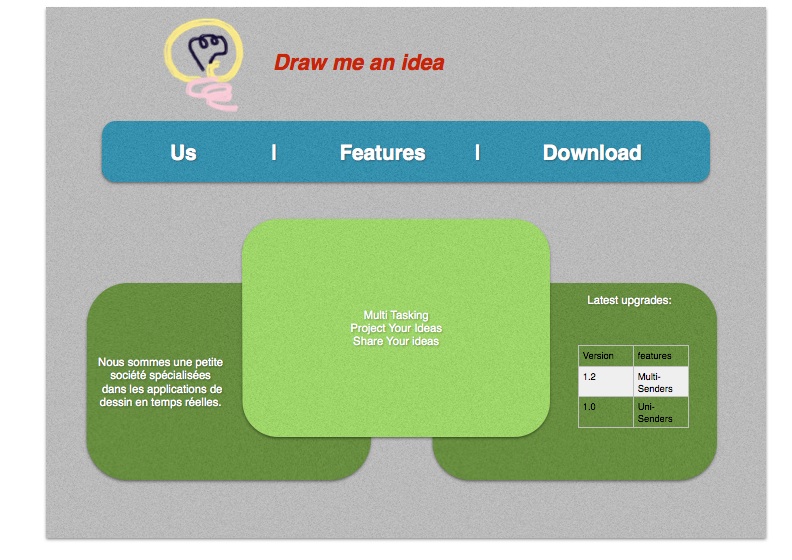 Draw me an idea
Us | Features | Download
Multi Tasking
Project Your Ideas
Share Your ideas
Nous sommes une petite
société spécialisées
dans les applications de
dessin en temps réelles.
Latest upgrades:
Version features
1.2 Multi-
Senders
1.0 Uni-
Senders